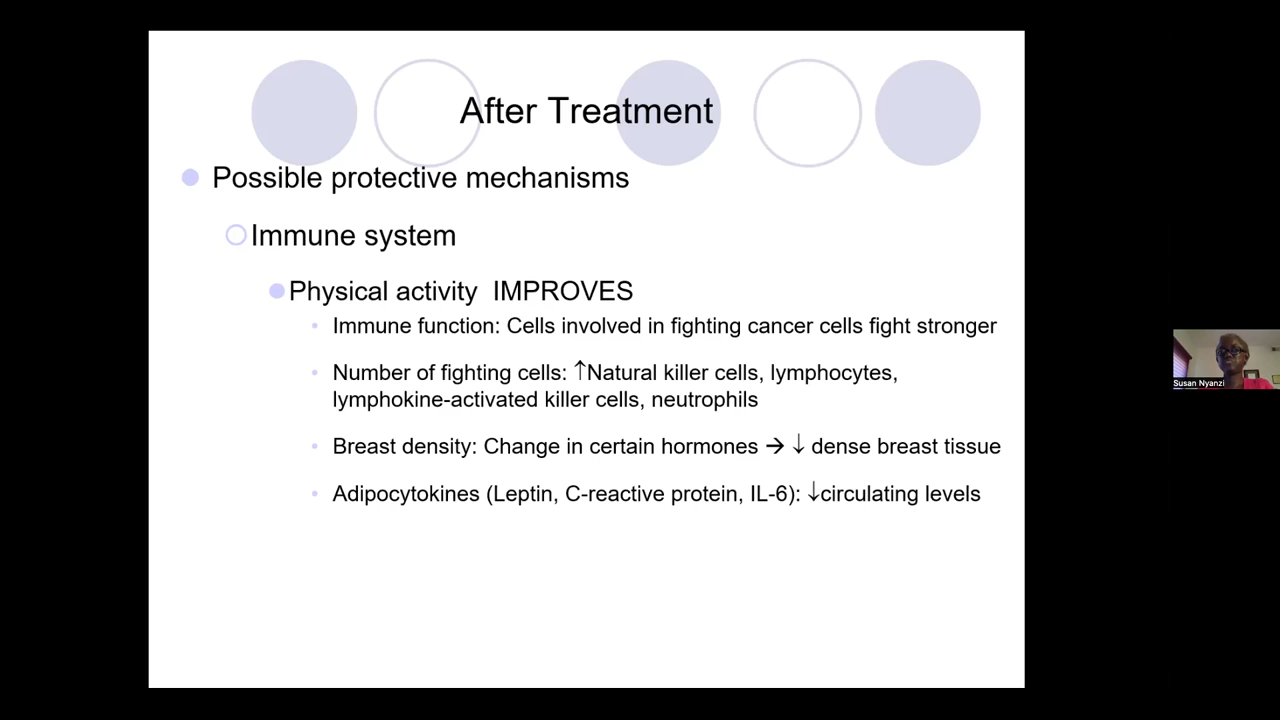 After Treatment
Possible protective mechanisms
Immune system
Physical activity IMPROVES
Immune function: Cells involved in fighting cancer cells fight stronger
Number of fighting cells: ↑Natural killer cells, lymphocytes,
lymphokine-activated killer cells, neutrophils
Breast density: Change in certain hormones → ↓ dense breast tissue
Adipocytokines (Leptin, C-reactive protein, IL-6): ↓circulating levels
Susan Nyanzi